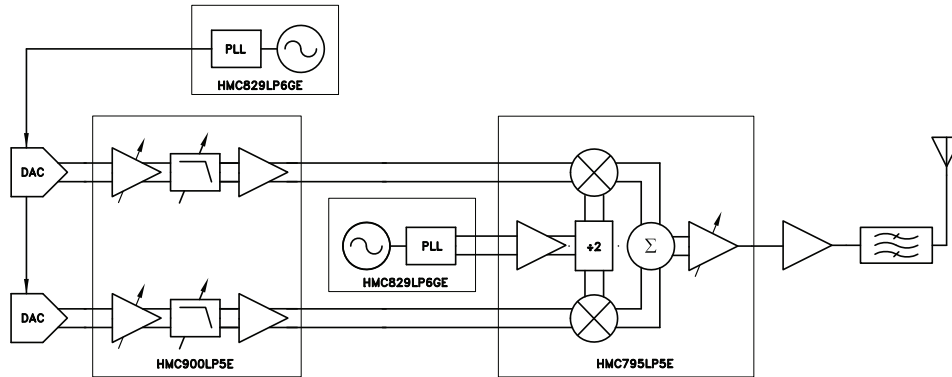 PLL
HMC829LP6GE
DAC
PLL
÷2
Σ
HMC829LP6GE
DAC
HMC900LP5E
HMC795LP5E